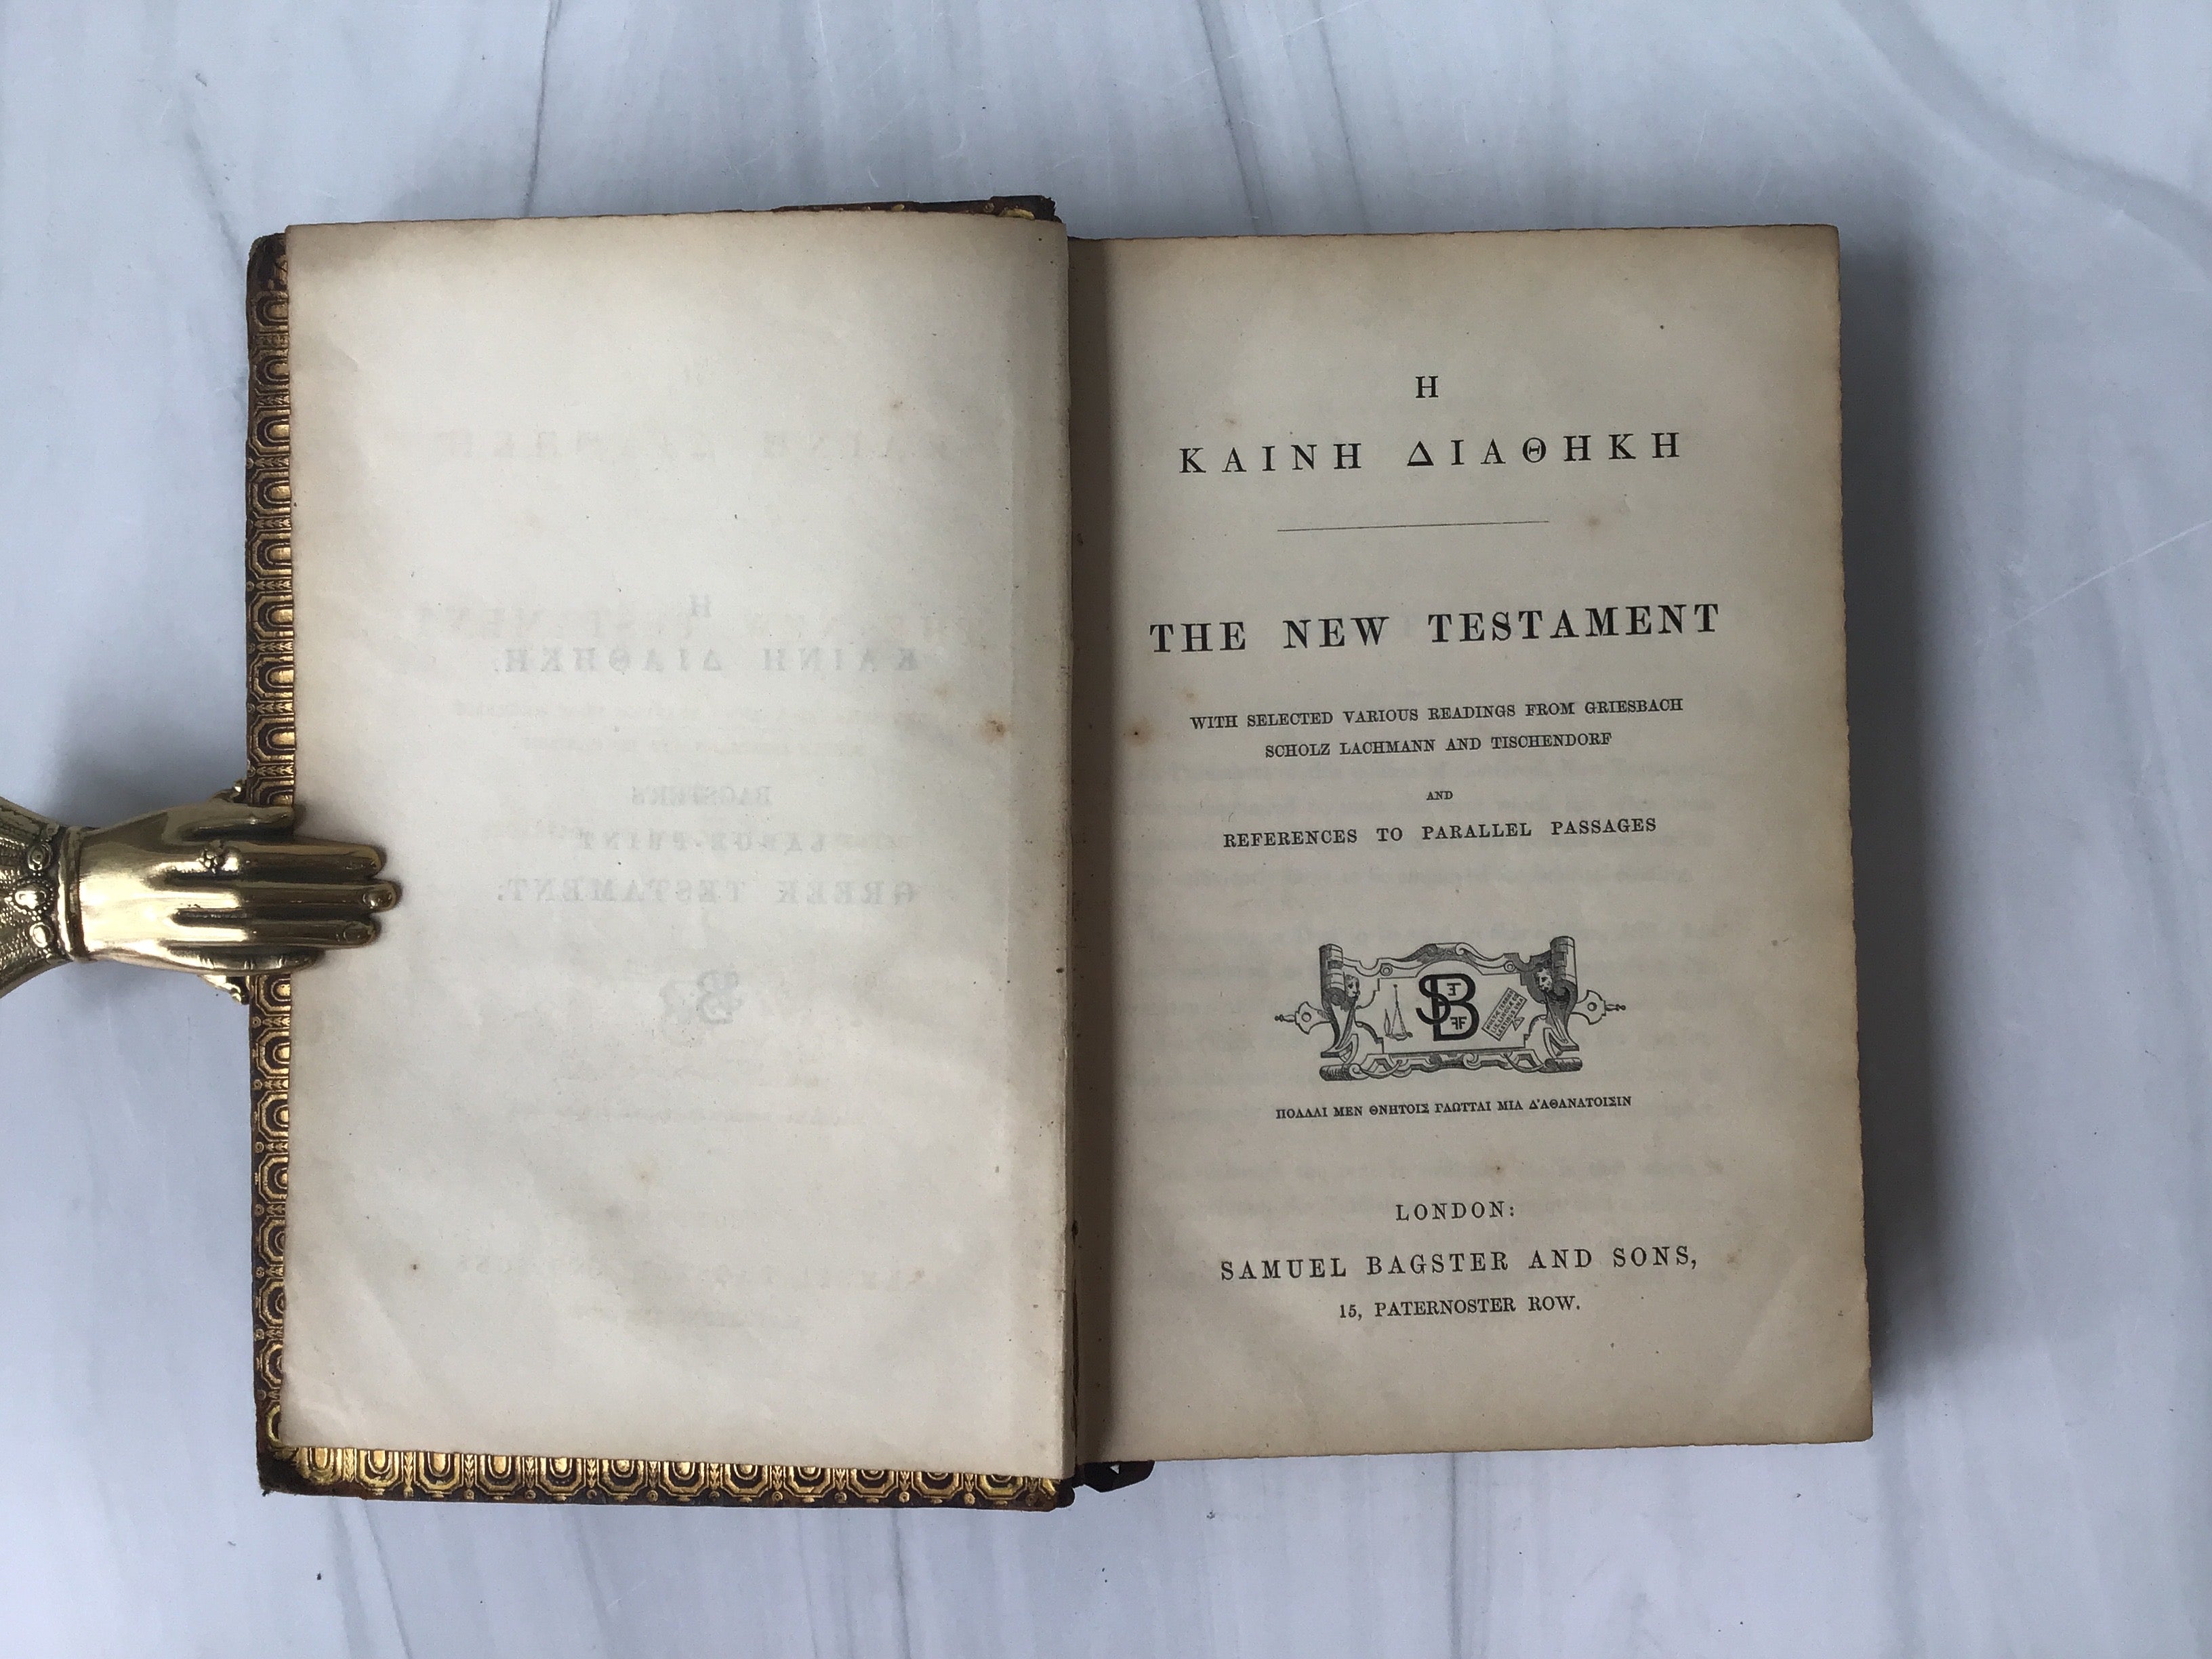 Η
ΚΑΙΝΗ ΔΙΑΘΗΚΗ
THE NEW TESTAMENT
WITH SELECTED VARIOUS READINGS FROM GRIESBACH
SCHOLZ LACHMANN AND TISCHENDORF
AND
REFERENCES TO PARALLEL PASSAGES
SB
ΠΟΛΛΑΙ ΜΕΝ ΘΝΗΤΟΙΣ ΓΛΩΤΤΑΙ ΜΙΑ Δ'ΑΘΑΝΑΤΟΙΣΙΝ
LONDON:
SAMUEL BAGSTER AND SONS,
15, PATERNOSTER ROW.